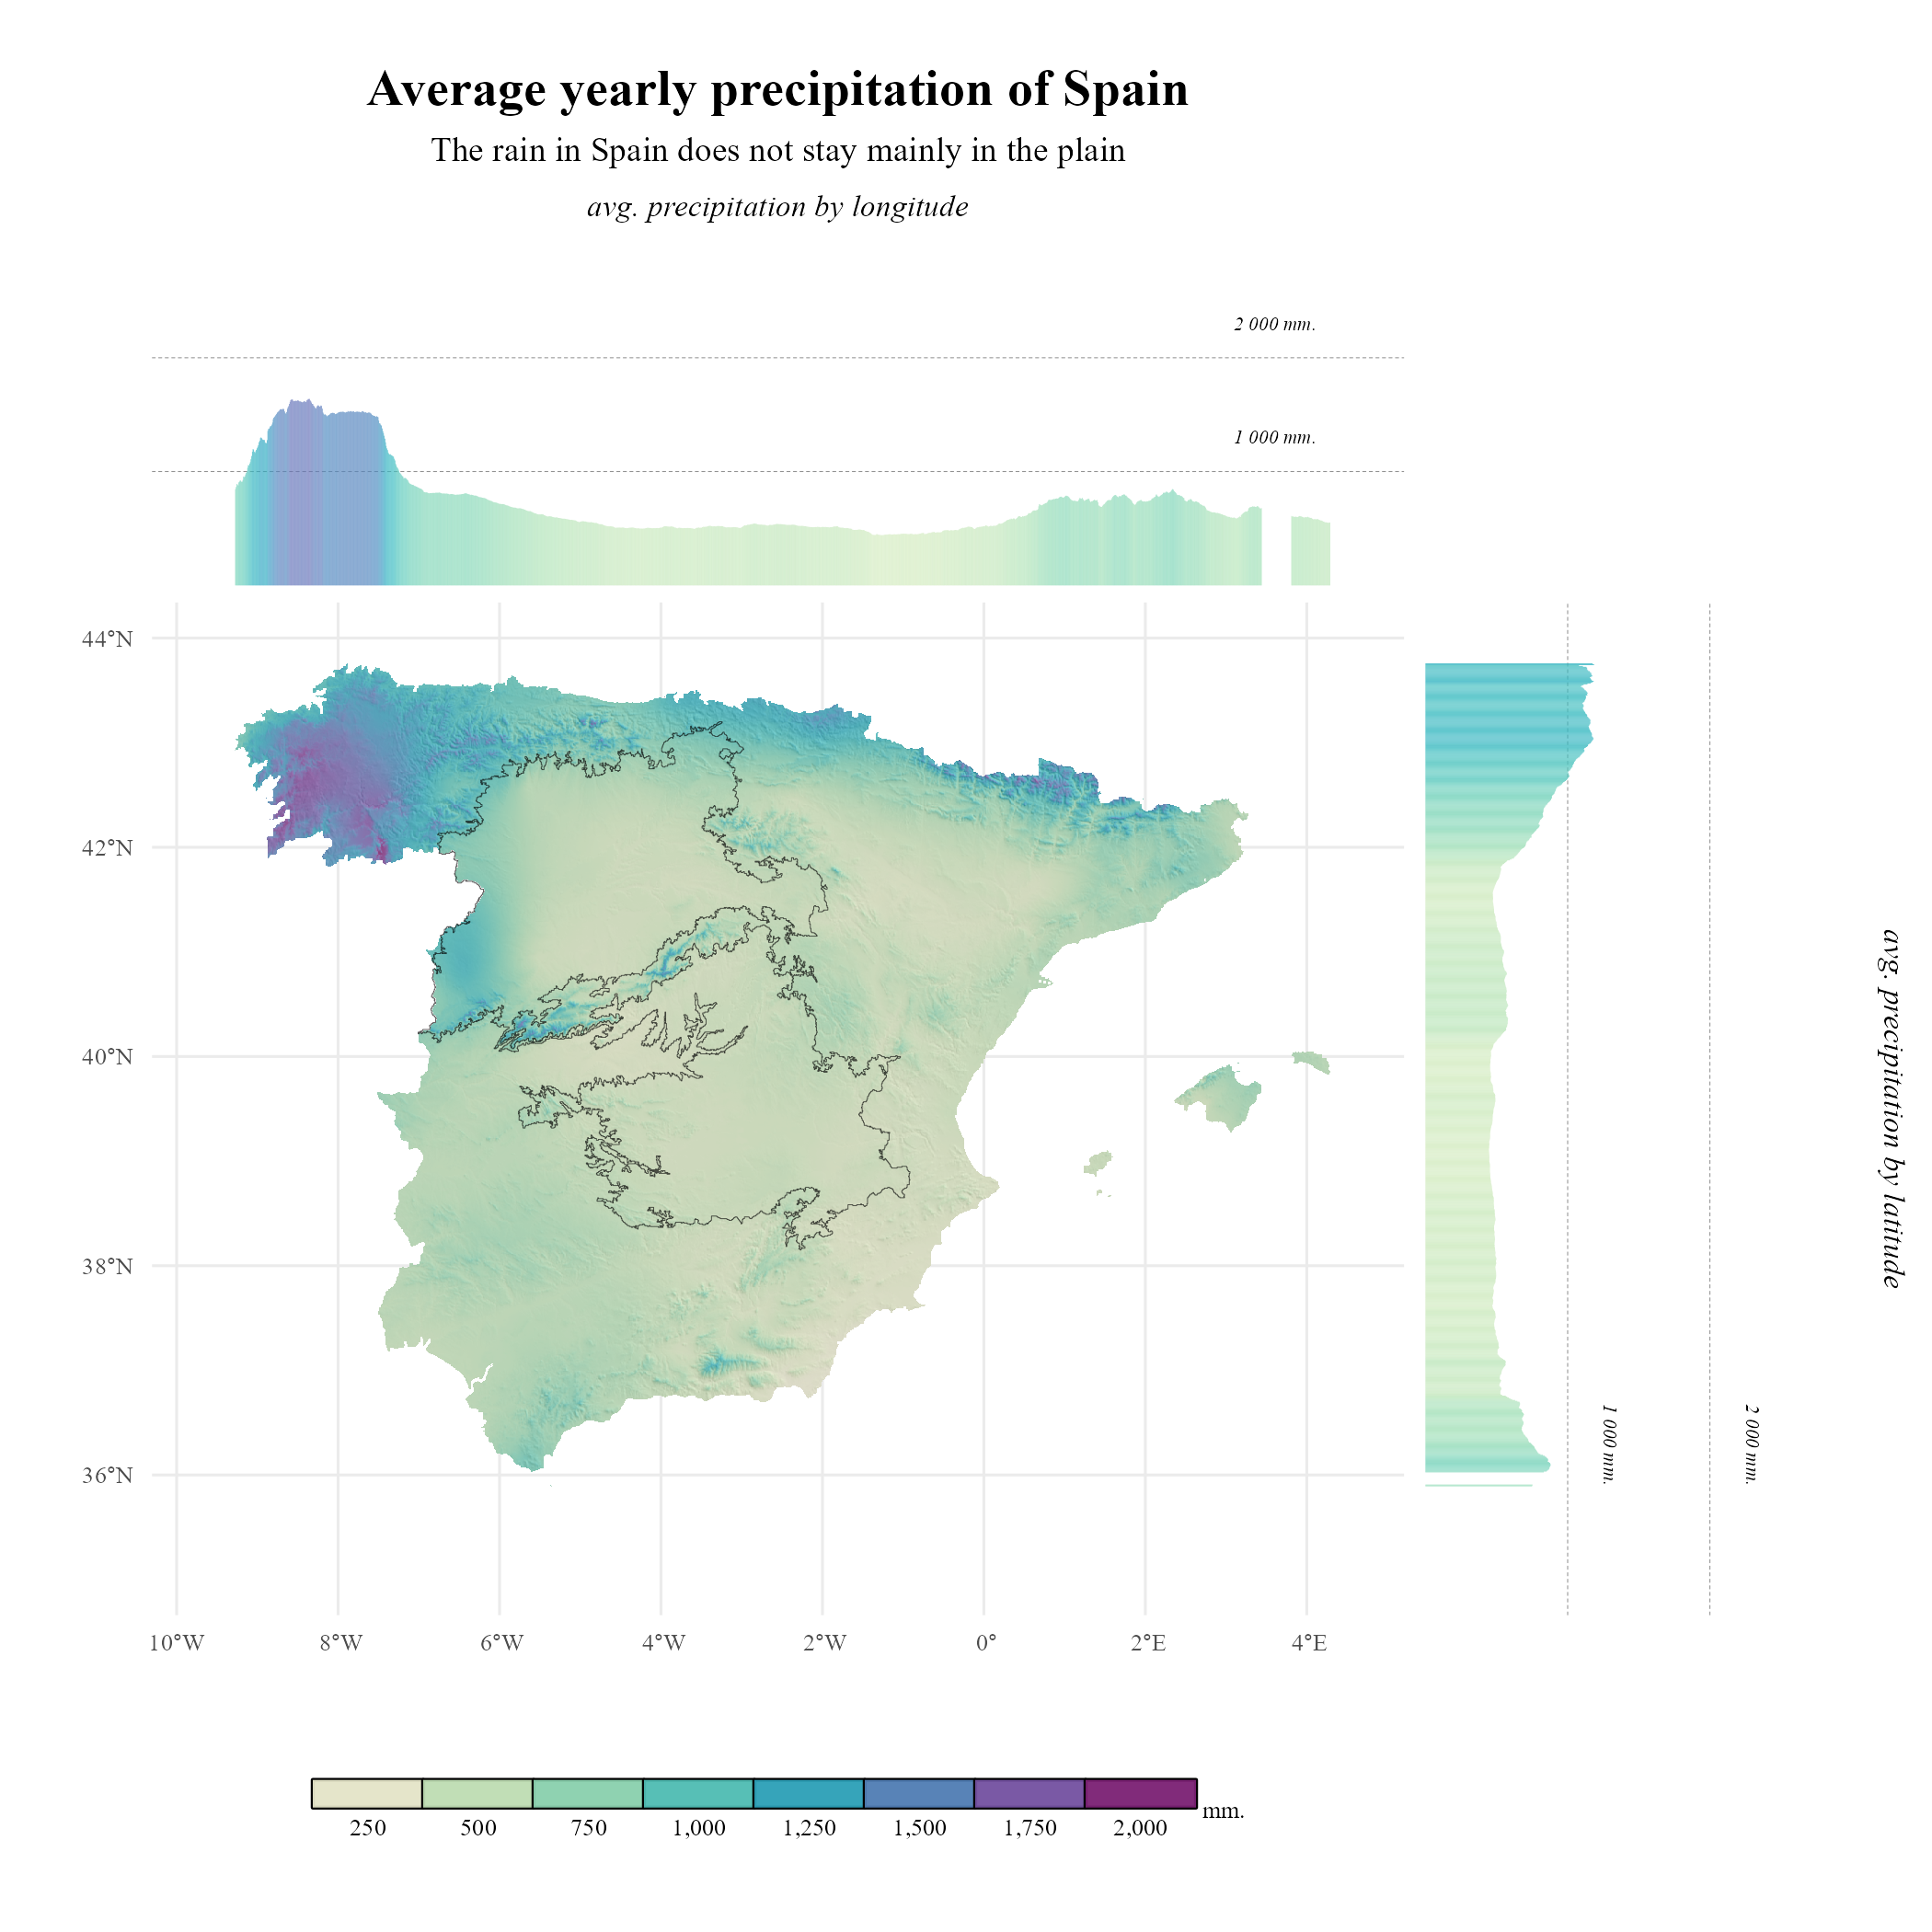 Average yearly precipitation of Spain
The rain in Spain does not stay mainly in the plain
avg. precipitation by longitude
2 000 mm.
1 000 mm.
44°N
42°N
40°N
38°N
36°N
10°W 8°W 6°W 4°W 2°W 0° 2°E 4°E
1 000 mm.
2 000 mm.
avg. precipitation by latitude
250 500 750 1,000 1,250 1,500 1,750 2,000 mm.